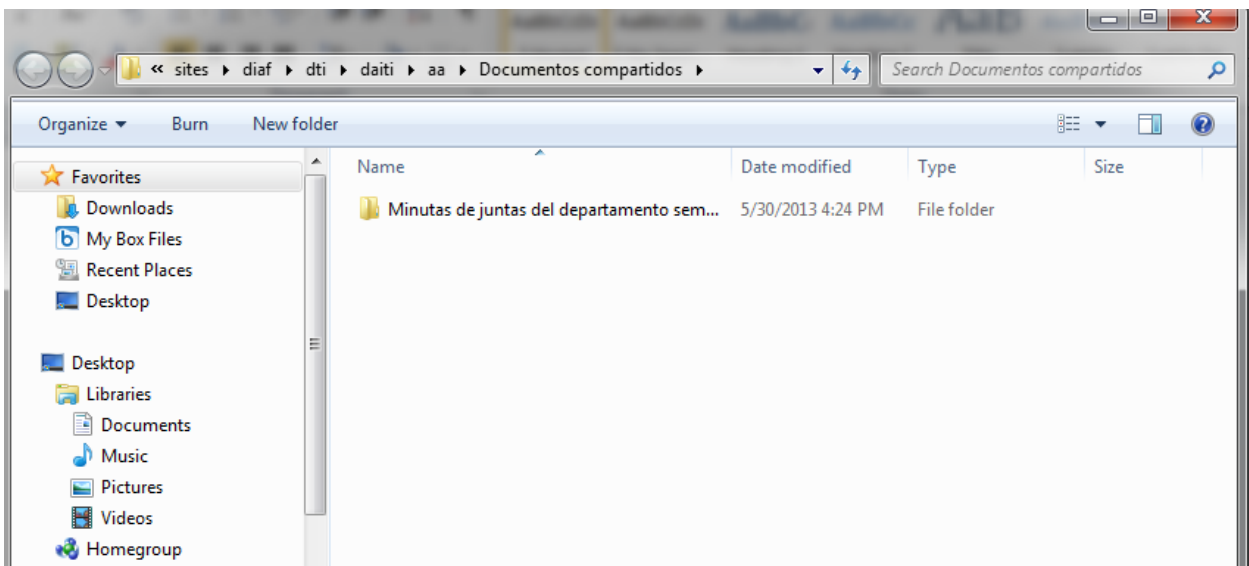 « sites ▸ diaf ▸ dti ▸ daiti ▸ aa ▸ Documentos compartidos ▸
Search Documentos compartidos
Organize Burn New folder
Favorites
Downloads
My Box Files
Recent Places
Desktop
Desktop
Libraries
Documents
Music
Pictures
Videos
Homegroup
Name Date modified Type Size
Minutas de juntas del departamento sem... 5/30/2013 4:24 PM File folder